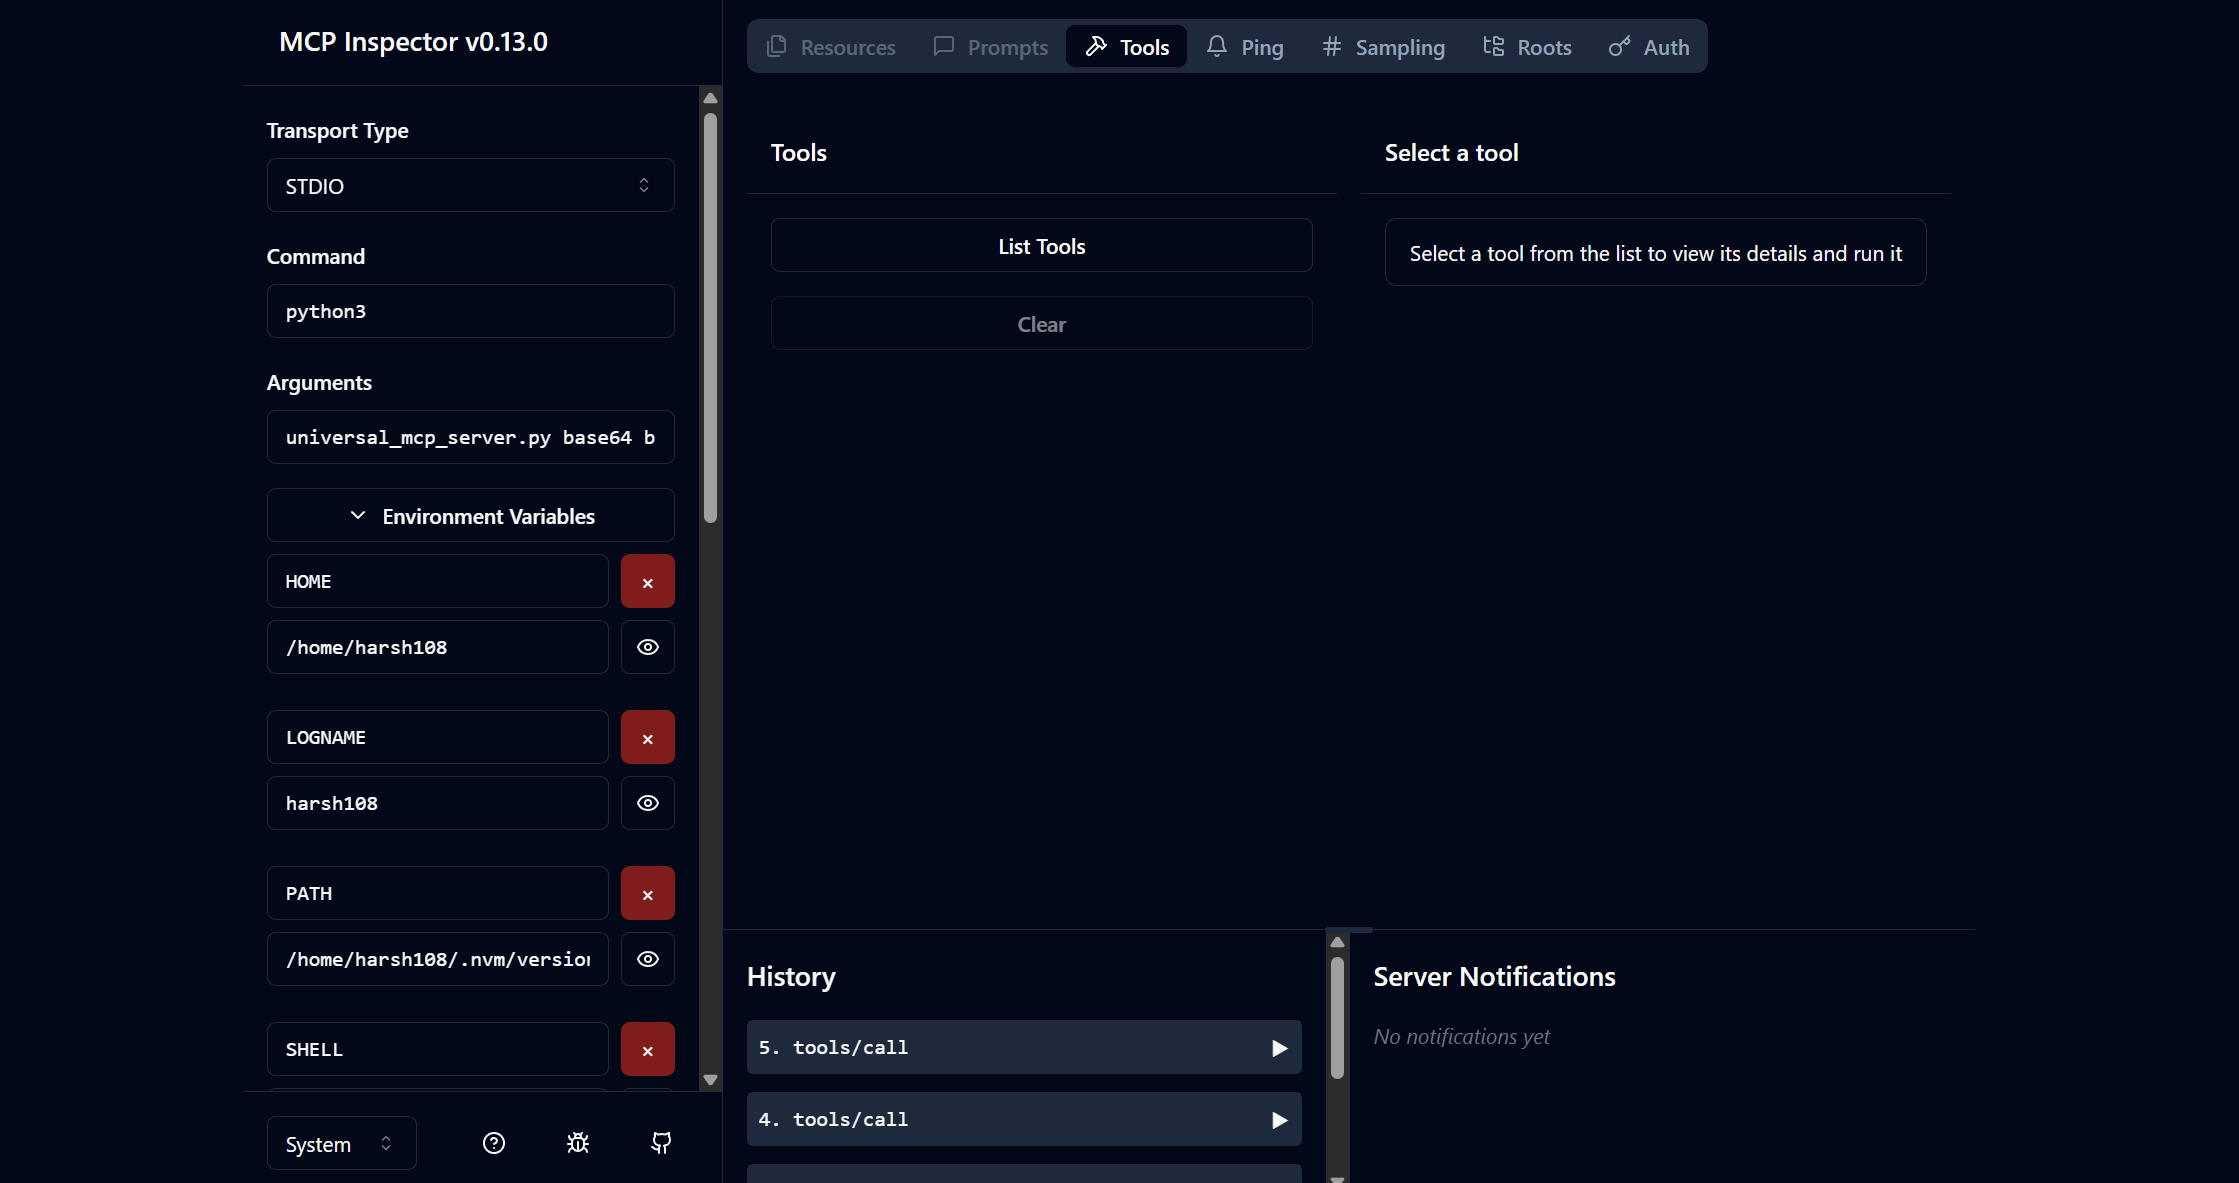 MCP Inspector v0.13.0
Transport Type
STDIO
Command
python3
Arguments
universal_mcp_server.py base64 b
Environment Variables
HOME
×
/home/harsh108
LOGNAME
×
harsh108
PATH
×
/home/harsh108/.nvm/version
SHELL
×
System
Resources
Prompts
Tools
Ping
Sampling
Roots
Auth
Tools
List Tools
Clear
Select a tool
Select a tool from the list to view its details and run it
History
5. tools/call
4. tools/call
Server Notifications
No notifications yet